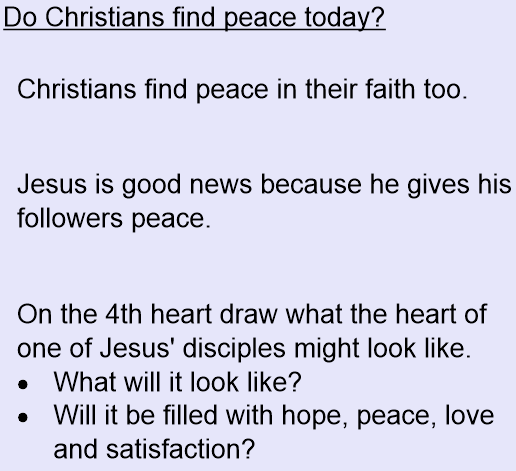 Do Christians find peace today?
Christians find peace in their faith too.
Jesus is good news because he gives his
followers peace.
On the 4th heart draw what the heart of
one of Jesus' disciples might look like.
• What will it look like?
• Will it be filled with hope, peace, love
and satisfaction?